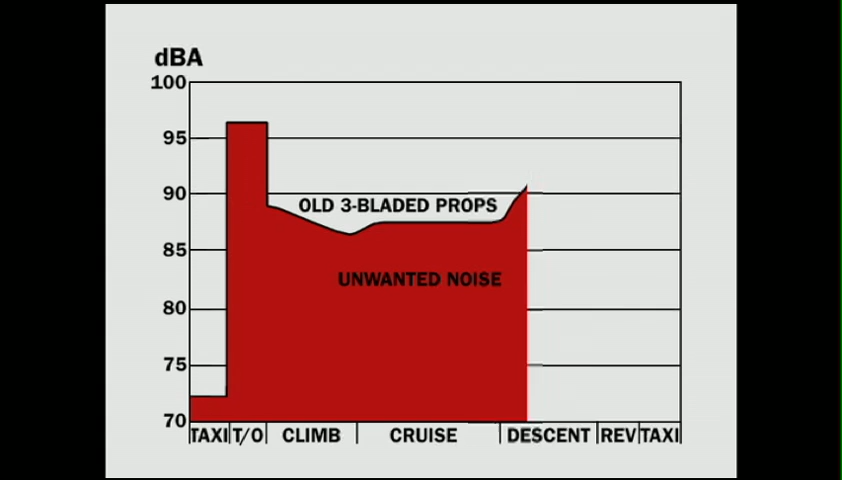 dBA
100
95
90
OLD 3-BLADED PROPS
85
UNWANTED NOISE
80
75
70
TAXI T/O CLIMB CRUISE DESCENT REV TAXI